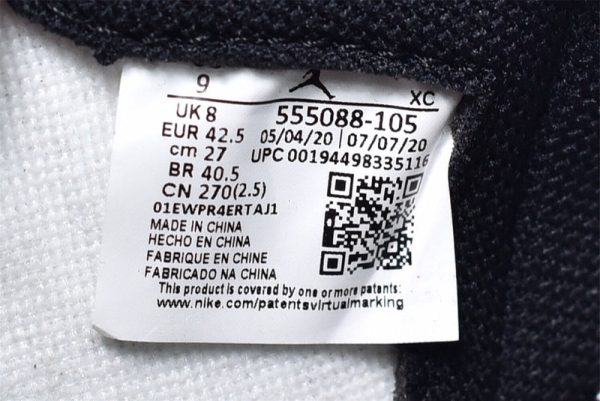 9
XC
UK 8
555088-105
EUR 42.5
05/04/20 | 07/07/20
cm 27
UPC 00194498335116
BR 40.5
CN 270(2.5)
01EWPR4ERTAJ1
MADE IN CHINA
HECHO EN CHINA
FABRIQUE EN CHINE
FABRICADO NA CHINA
This product is covered by one or more patents:
www.nike.com/patentsvirtualmarking